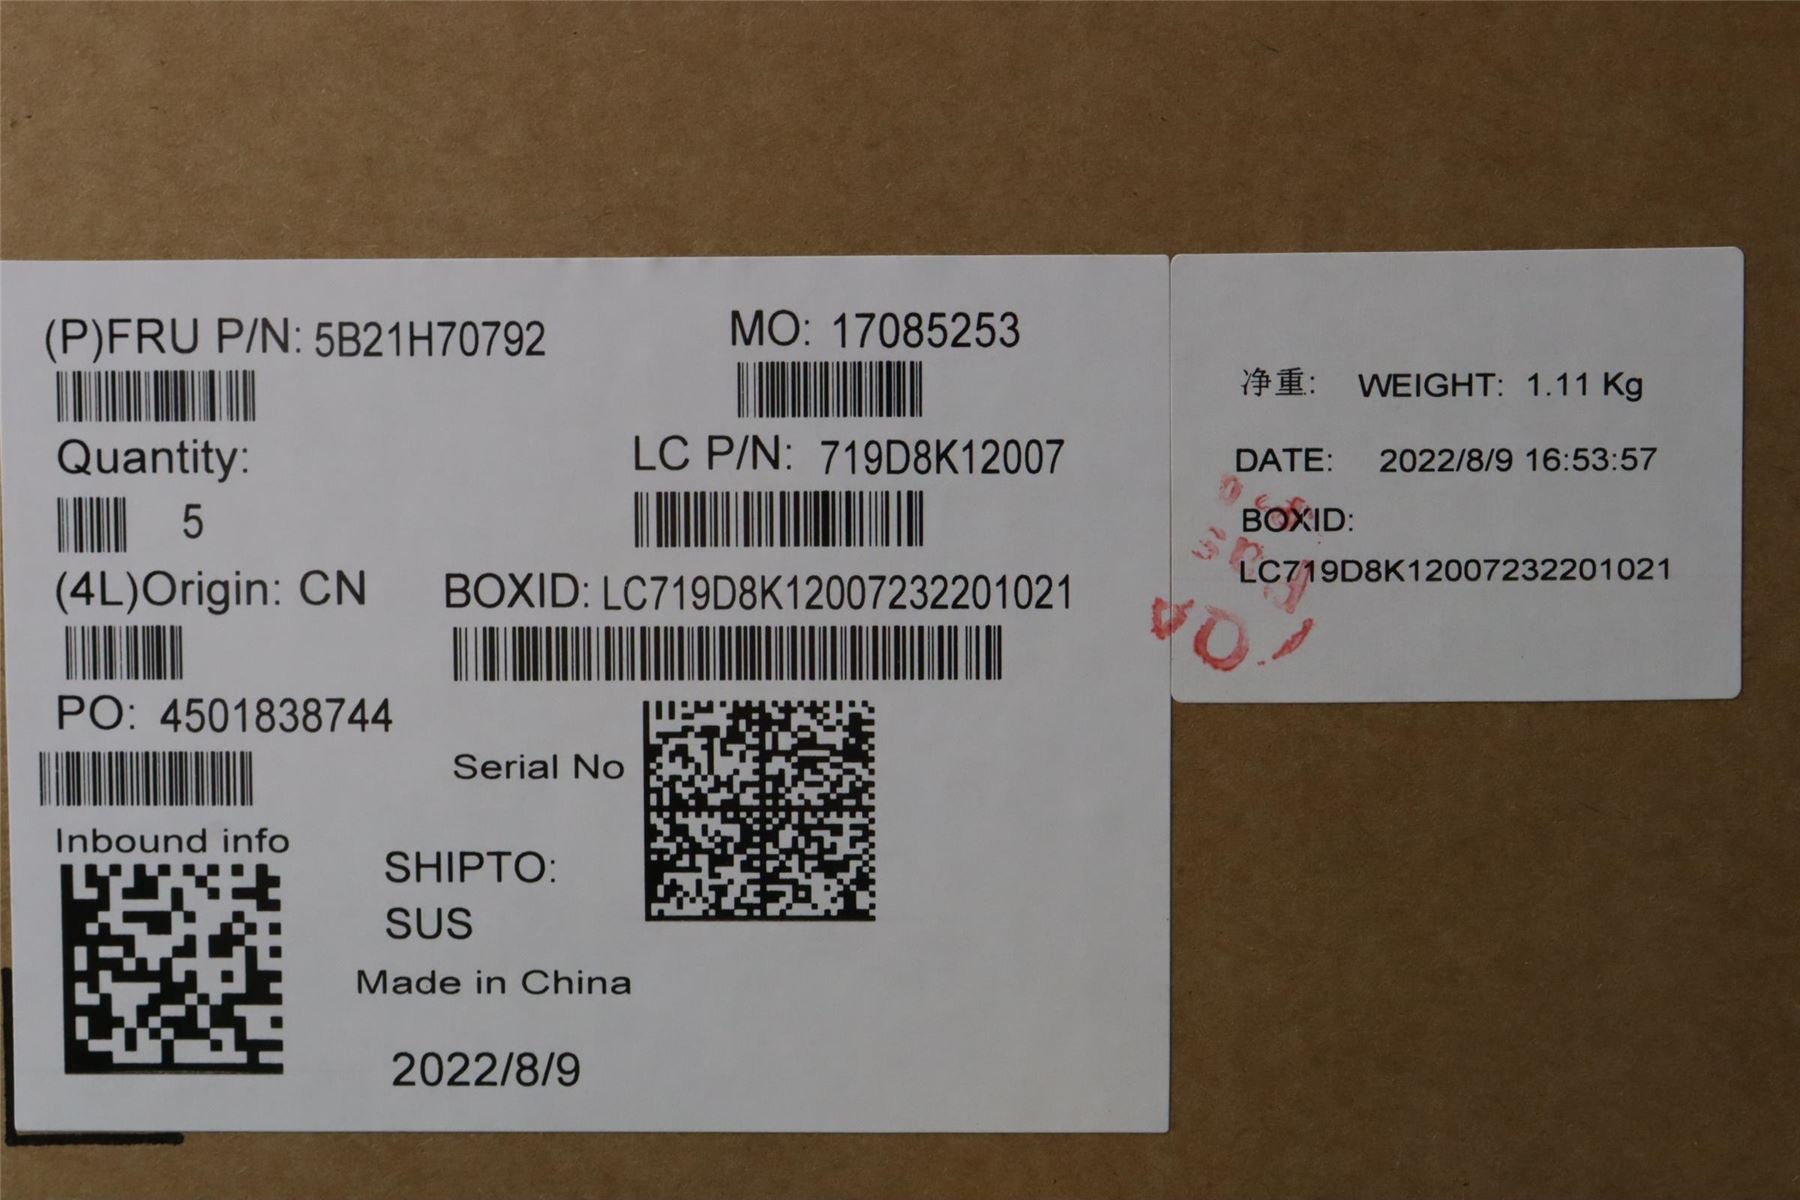 (P)FRU P/N: 5B21H70792
MO: 17085253
Quantity:
5
LC P/N: 719D8K12007
(4L)Origin: CN
BOXID: LC719D8K12007232201021
PO: 4501838744
Serial No
Inbound info
SHIPTO:
SUS
Made in China
2022/8/9
净重: WEIGHT: 1.11 Kg
DATE: 2022/8/9 16:53:57
BOXID:
LC719D8K12007232201021
QA